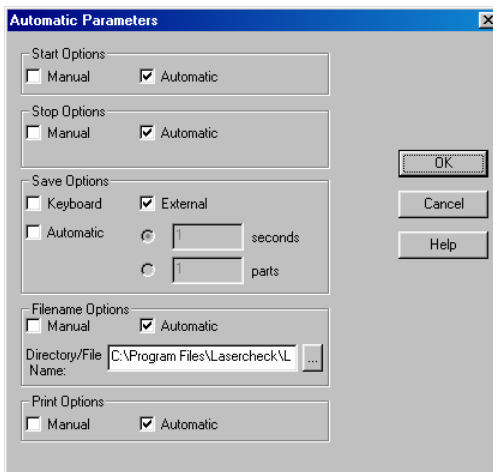 Automatic Parameters
Start Options
Manual Automatic
Stop Options
Manual Automatic
Save Options
Keyboard External
Automatic 1 seconds
1 parts
Filename Options
Manual Automatic
Directory/File Name: C:\Program Files\Lasercheck\L ...
Print Options
Manual Automatic
OK
Cancel
Help